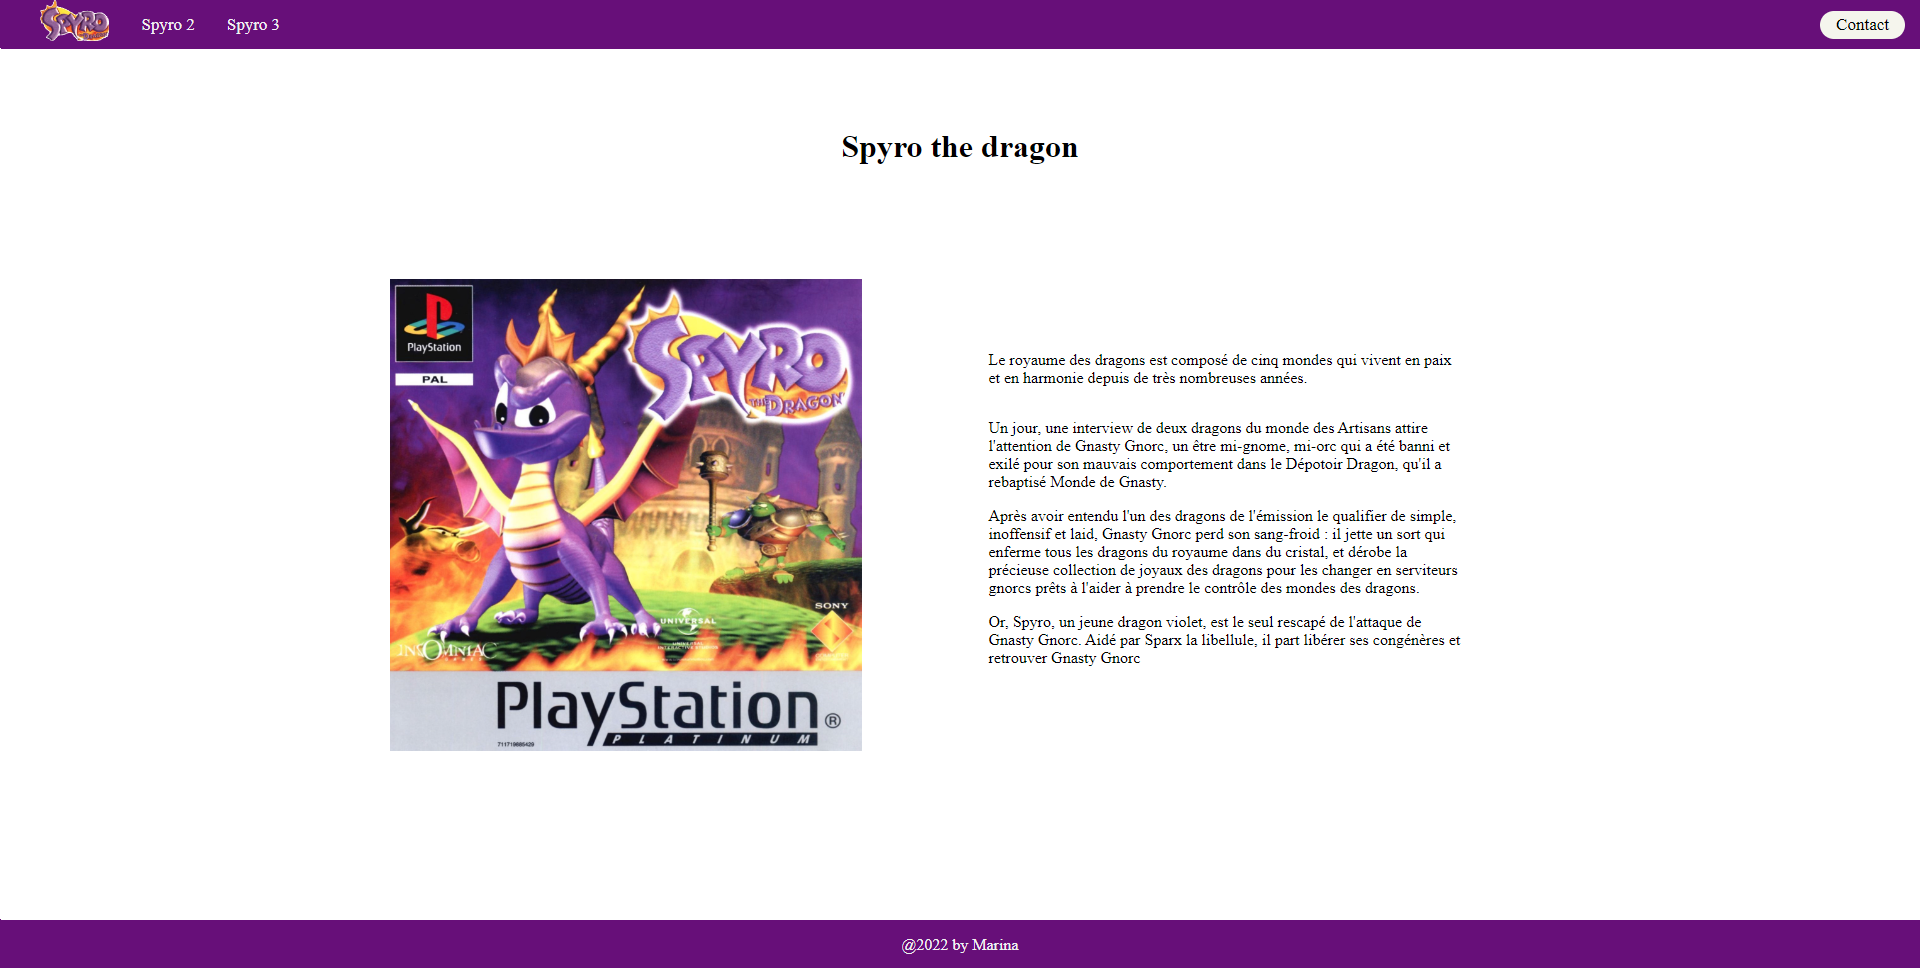 SPYRO
Spyro 2
Spyro 3
Contact
Spyro the dragon
PlayStation
PAL
SPYRO
THE DRAGON
SONY
UNIVERSAL
UNIVERSAL INTERACTIVE STUDIOS
INSOMNIAC
GAMES
PlayStation®
PLATINUM
Le royaume des dragons est composé de cinq mondes qui vivent en paix
et en harmonie depuis de très nombreuses années.
Un jour, une interview de deux dragons du monde des Artisans attire
l'attention de Gnasty Gnorc, un être mi-gnome, mi-orc qui a été banni et
exilé pour son mauvais comportement dans le Dépotoir Dragon, qu'il a
rebaptisé Monde de Gnasty.
Après avoir entendu l'un des dragons de l'émission le qualifier de simple,
inoffensif et laid, Gnasty Gnorc perd son sang-froid : il jette un sort qui
enferme tous les dragons du royaume dans du cristal, et dérobe la
précieuse collection de joyaux des dragons pour les changer en serviteurs
gnorcs prêts à l'aider à prendre le contrôle des mondes des dragons.
Or, Spyro, un jeune dragon violet, est le seul rescapé de l'attaque de
Gnasty Gnorc. Aidé par Sparx la libellule, il part libérer ses congénères et
retrouver Gnasty Gnorc
@2022 by Marina